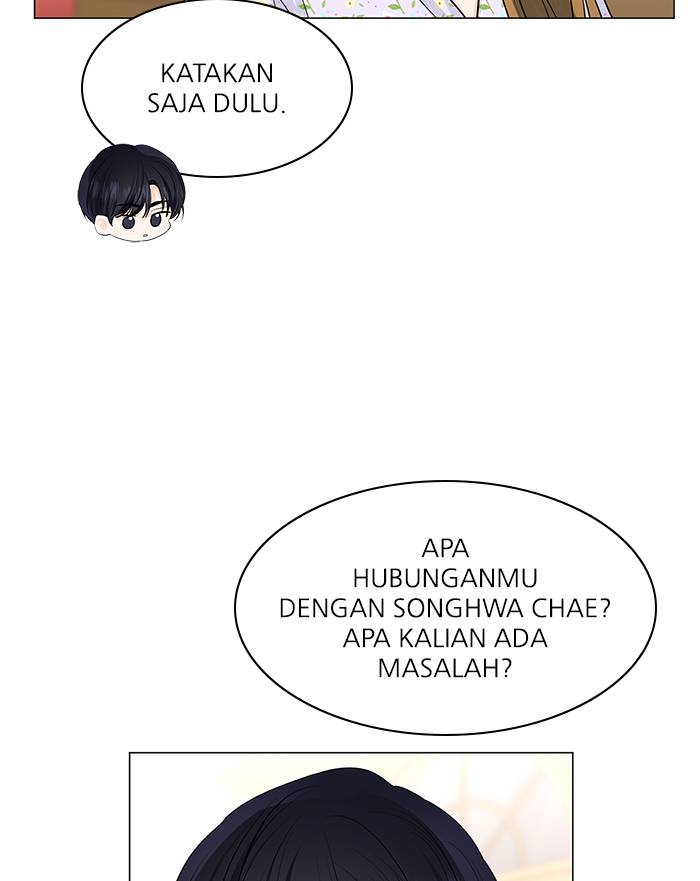 KATAKAN
SAJA DULU.
APA
HUBUNGANMU
DENGAN SONGHWA CHAE?
APA KALIAN ADA
MASALAH?